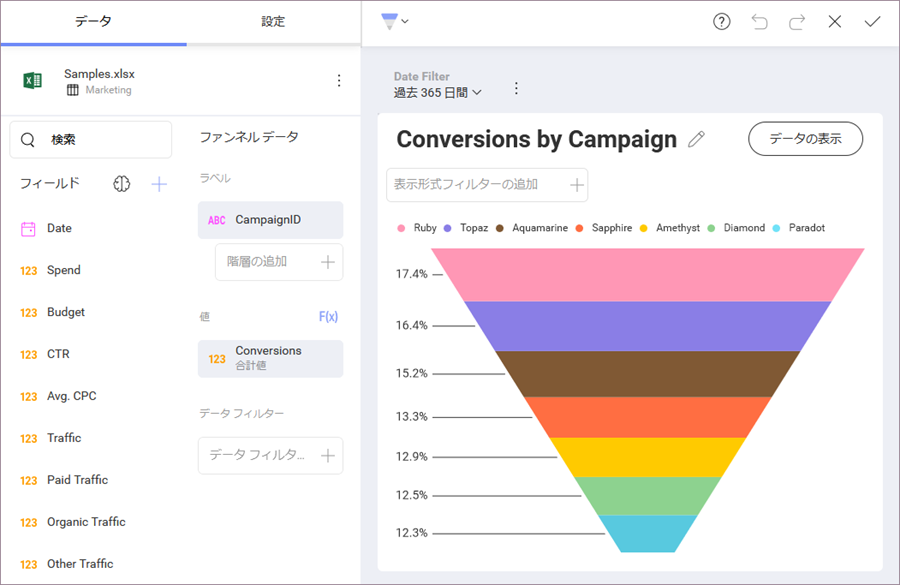 データ
設定
Samples.xlsx
Marketing
検索
フィールド
Date
123 Spend
123 Budget
123 CTR
123 Avg. CPC
123 Traffic
123 Paid Traffic
123 Organic Traffic
123 Other Traffic
ファンネル データ
ラベル
ABC CampaignID
階層の追加
値
F(x)
123 Conversions
合計値
データ フィルター
データ フィルタ...
Date Filter
過去 365 日間
Conversions by Campaign
データの表示
表示形式フィルターの追加
Ruby Topaz Aquamarine Sapphire Amethyst Diamond Paradot
17.4%
16.4%
15.2%
13.3%
12.9%
12.5%
12.3%